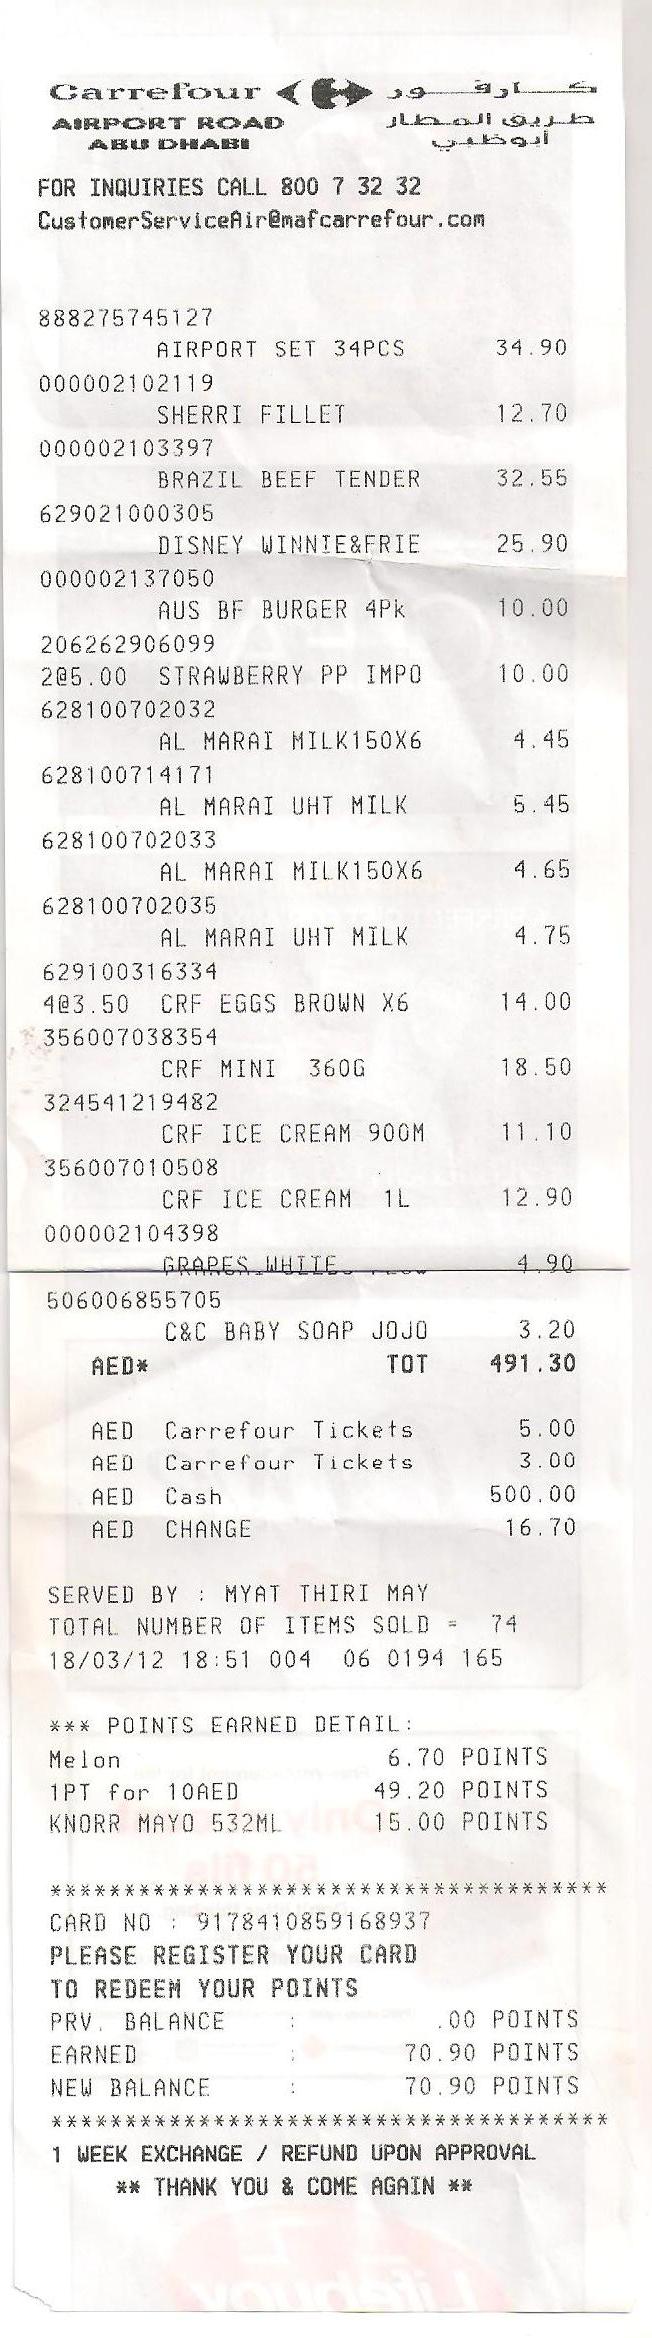 Carrefour كارفور
AIRPORT ROAD طريق المطار
ABU DHABI أبوظبي
FOR INQUIRIES CALL 800 7 32 32
CustomerServiceAir@mafcarrefour.com
888275745127
AIRPORT SET 34PCS 34.90
000002102119
SHERRI FILLET 12.70
000002103397
BRAZIL BEEF TENDER 32.55
629021000305
DISNEY WINNIE&FRIE 25.90
000002137050
AUS BF BURGER 4Pk 10.00
206262906099
2@5.00 STRAWBERRY PP IMPO 10.00
628100702032
AL MARAI MILK150X6 4.45
628100714171
AL MARAI UHT MILK 5.45
628100702033
AL MARAI MILK150X6 4.65
628100702035
AL MARAI UHT MILK 4.75
629100316334
4@3.50 CRF EGGS BROWN X6 14.00
356007038354
CRF MINI 360G 18.50
324541219482
CRF ICE CREAM 900M 11.10
356007010508
CRF ICE CREAM 1L 12.90
000002104398
GRAPES WHITE 4.90
506006855705
C&C BABY SOAP JOJO 3.20
AED* TOT 491.30
AED Carrefour Tickets 5.00
AED Carrefour Tickets 3.00
AED Cash 500.00
AED CHANGE 16.70
SERVED BY : MYAT THIRI MAY
TOTAL NUMBER OF ITEMS SOLD = 74
18/03/12 18:51 004 06 0194 165
*** POINTS EARNED DETAIL:
Melon 6.70 POINTS
1PT for 10AED 49.20 POINTS
KNORR MAYO 532ML 15.00 POINTS
**************************************
CARD NO : 9178410859168937
PLEASE REGISTER YOUR CARD
TO REDEEM YOUR POINTS
PRV. BALANCE : .00 POINTS
EARNED : 70.90 POINTS
NEW BALANCE : 70.90 POINTS
**************************************
1 WEEK EXCHANGE / REFUND UPON APPROVAL
** THANK YOU & COME AGAIN **